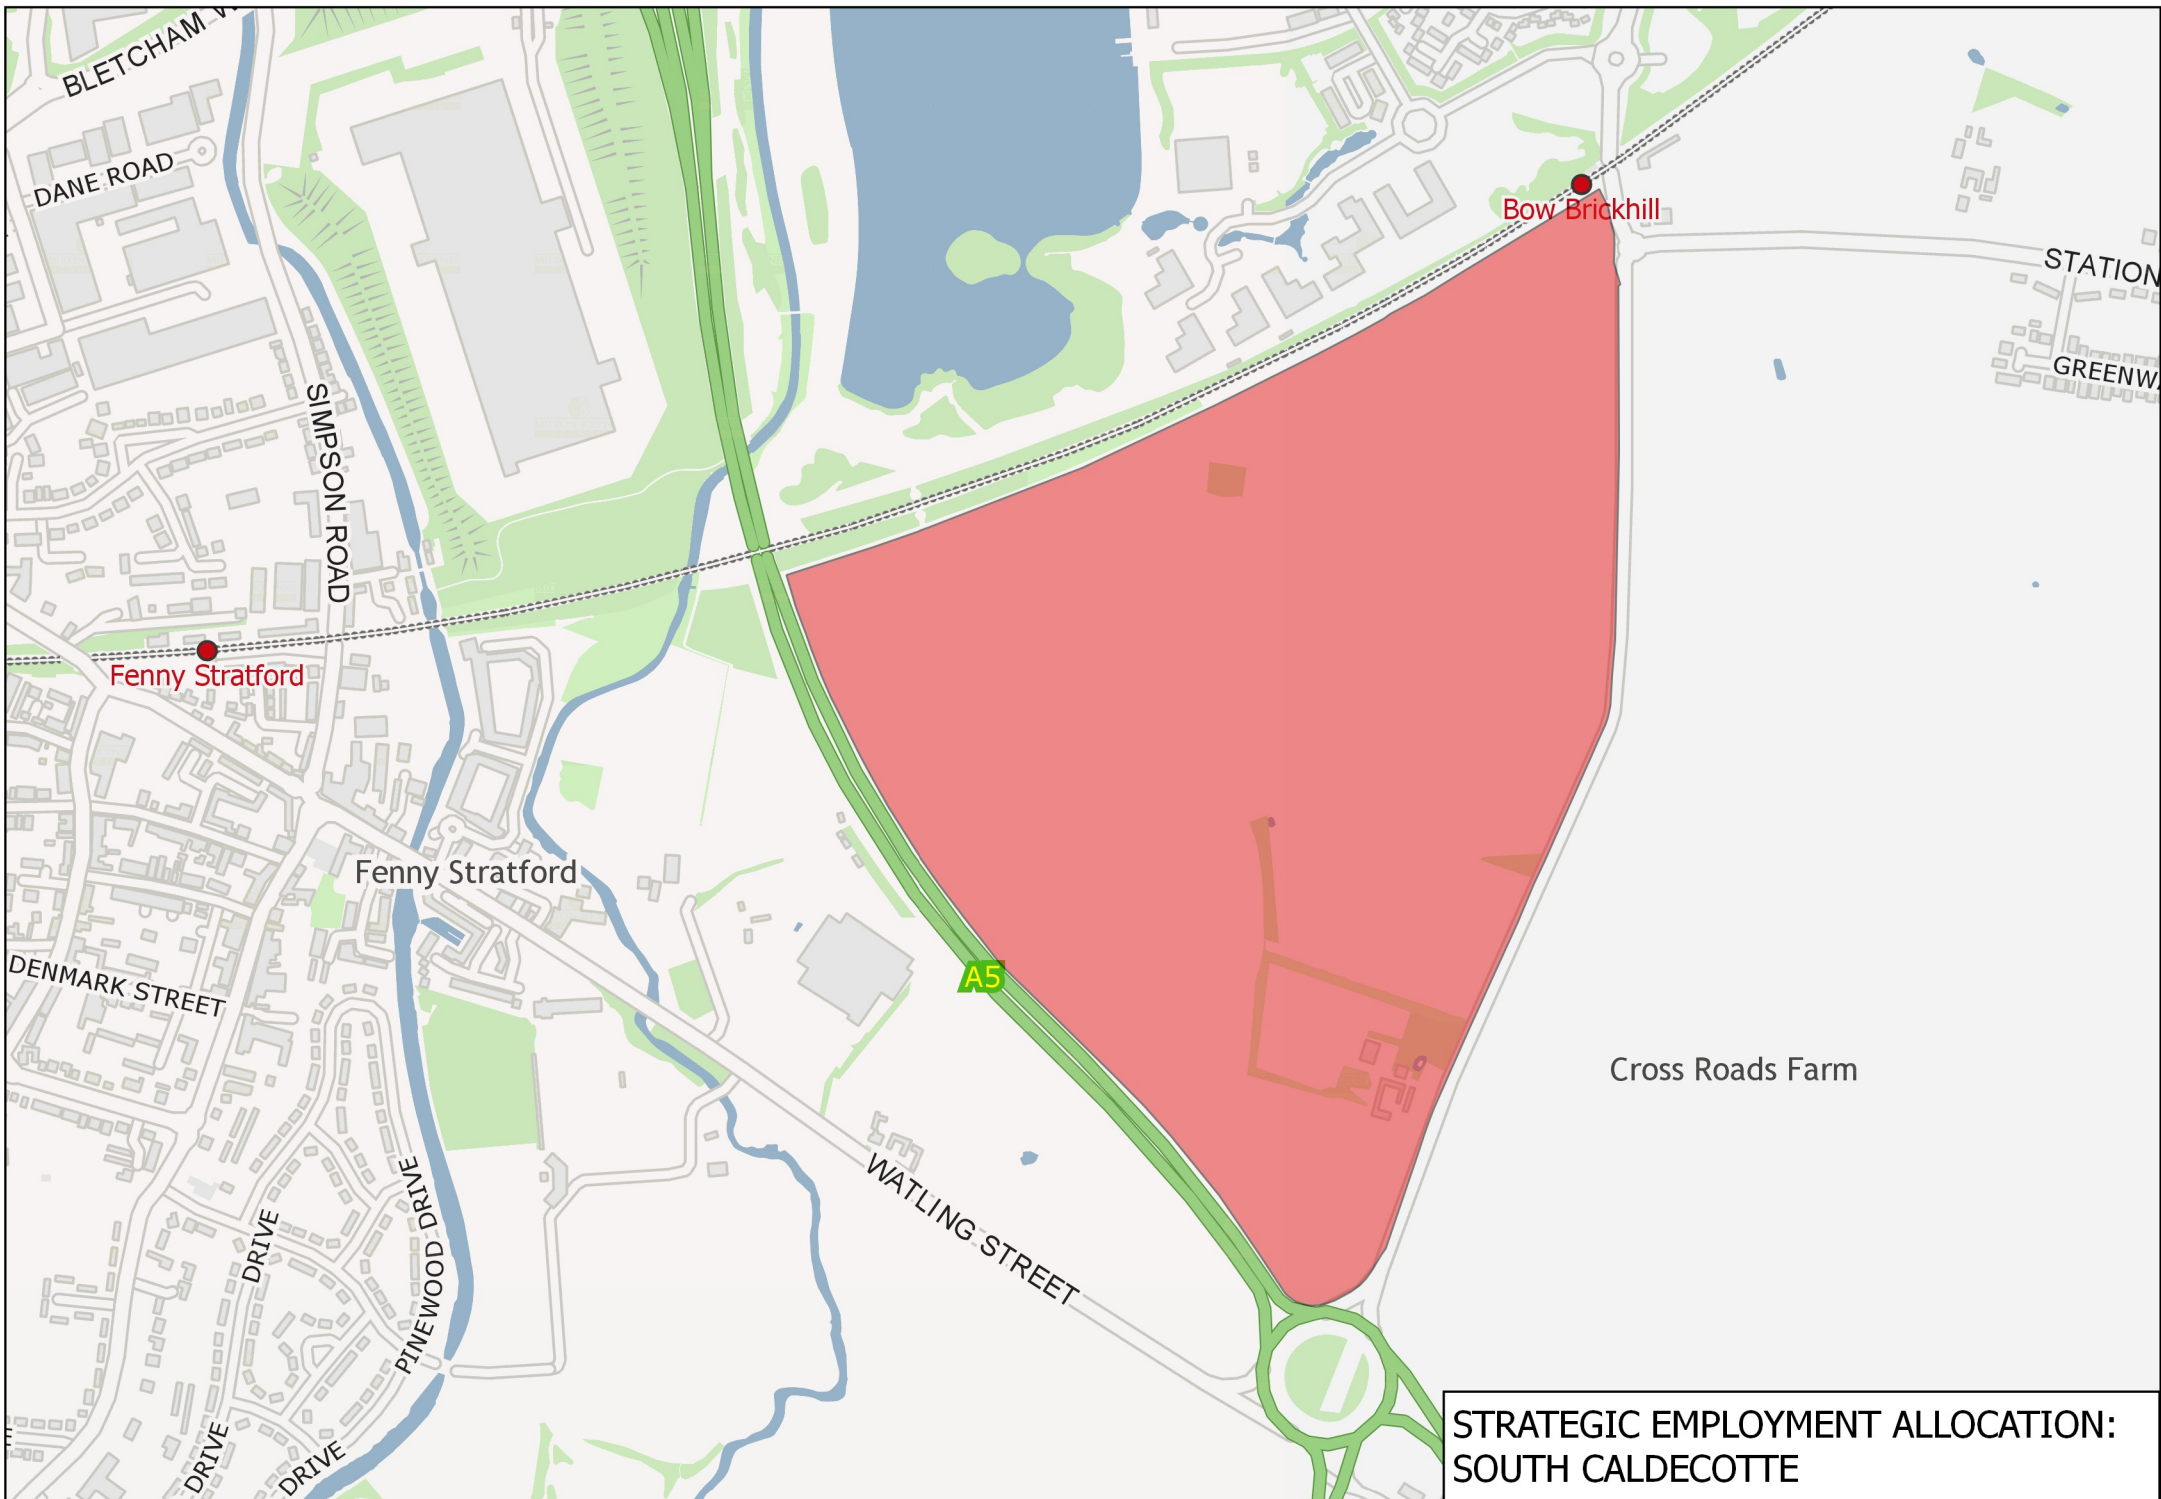 BLETCHAM W
DANE ROAD
Bow Brickhill
STATION
GREENWA
SIMPSON ROAD
Fenny Stratford
Fenny Stratford
A5
DENMARK STREET
Cross Roads Farm
WATLING STREET
PINEWOOD DRIVE
DRIVE
DRIVE
DRIVE
STRATEGIC EMPLOYMENT ALLOCATION:
SOUTH CALDECOTTE